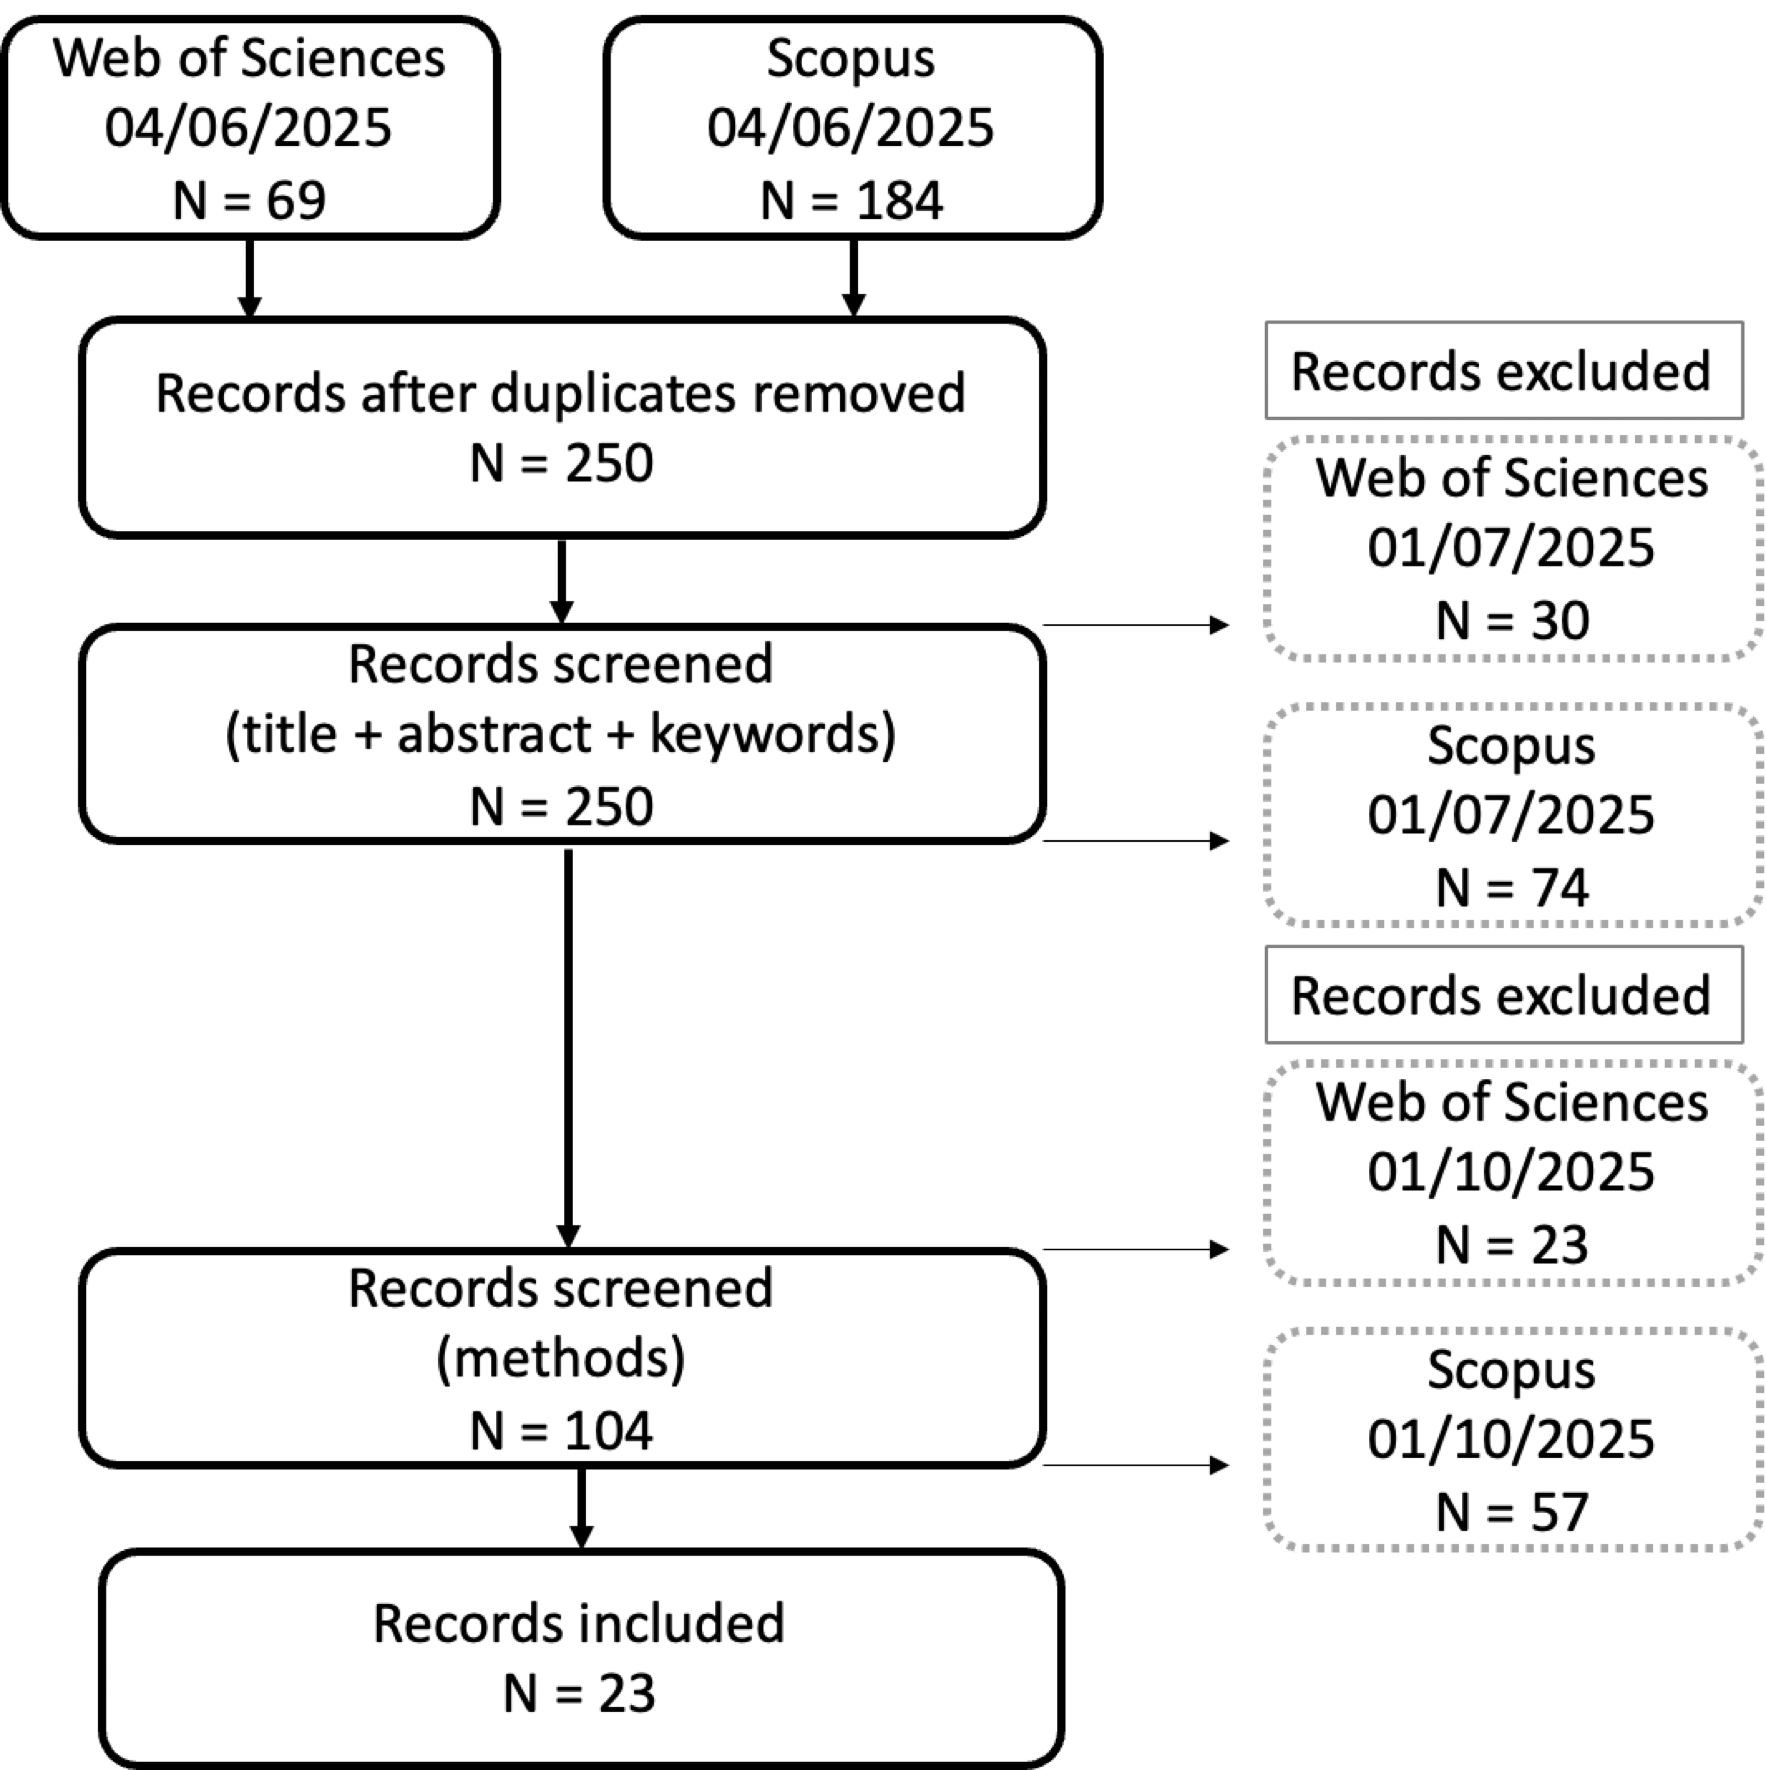 Web of Sciences
04/06/2025
N = 69
Scopus
04/06/2025
N = 184
Records after duplicates removed
N = 250
Records excluded
Web of Sciences
01/07/2025
N = 30
Records screened
(title + abstract + keywords)
N = 250
Scopus
01/07/2025
N = 74
Records excluded
Web of Sciences
01/10/2025
N = 23
Records screened
(methods)
N = 104
Scopus
01/10/2025
N = 57
Records included
N = 23